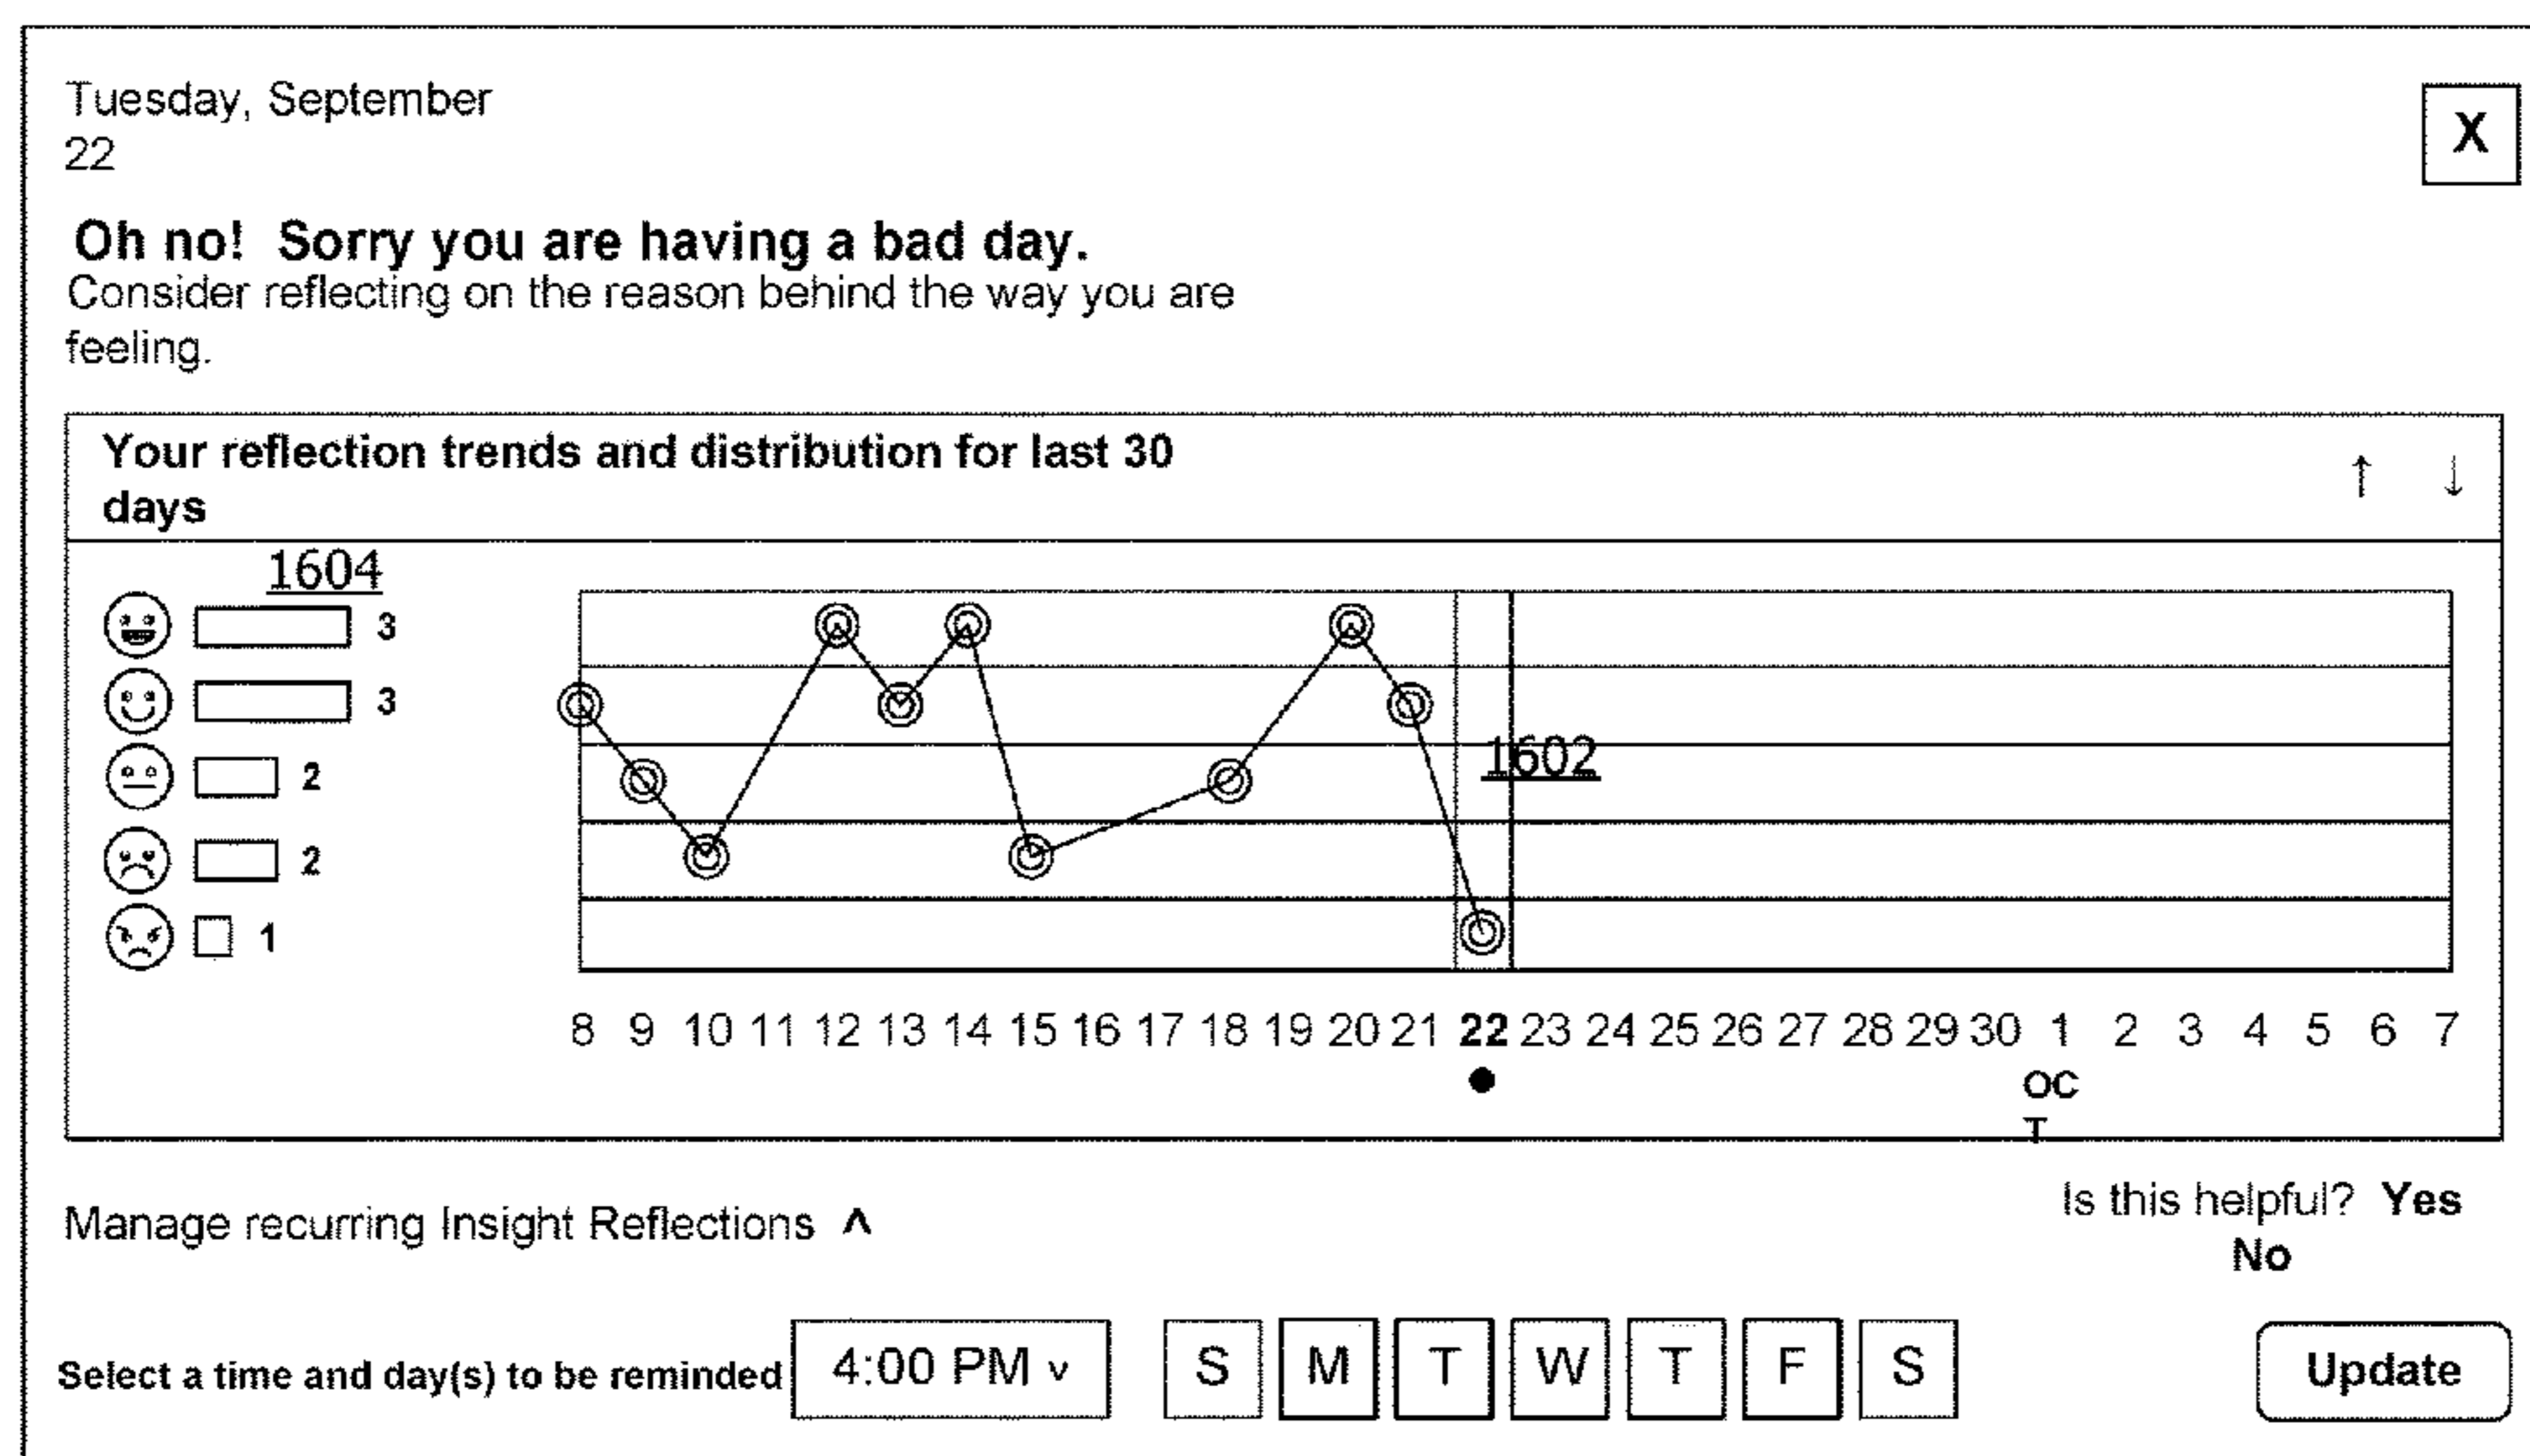 Tuesday, September
22
X
Oh no! Sorry you are having a bad day.
Consider reflecting on the reason behind the way you are
feeling.
Your reflection trends and distribution for last 30
days
↑ ↓
1604
3
3
2
2
1
1602
8 9 10 11 12 13 14 15 16 17 18 19 20 21 22 23 24 25 26 27 28 29 30 1 2 3 4 5 6 7
OC
T
Manage recurring Insight Reflections ^
Is this helpful? Yes
No
Select a time and day(s) to be reminded 4:00 PM v S M T W T F S Update